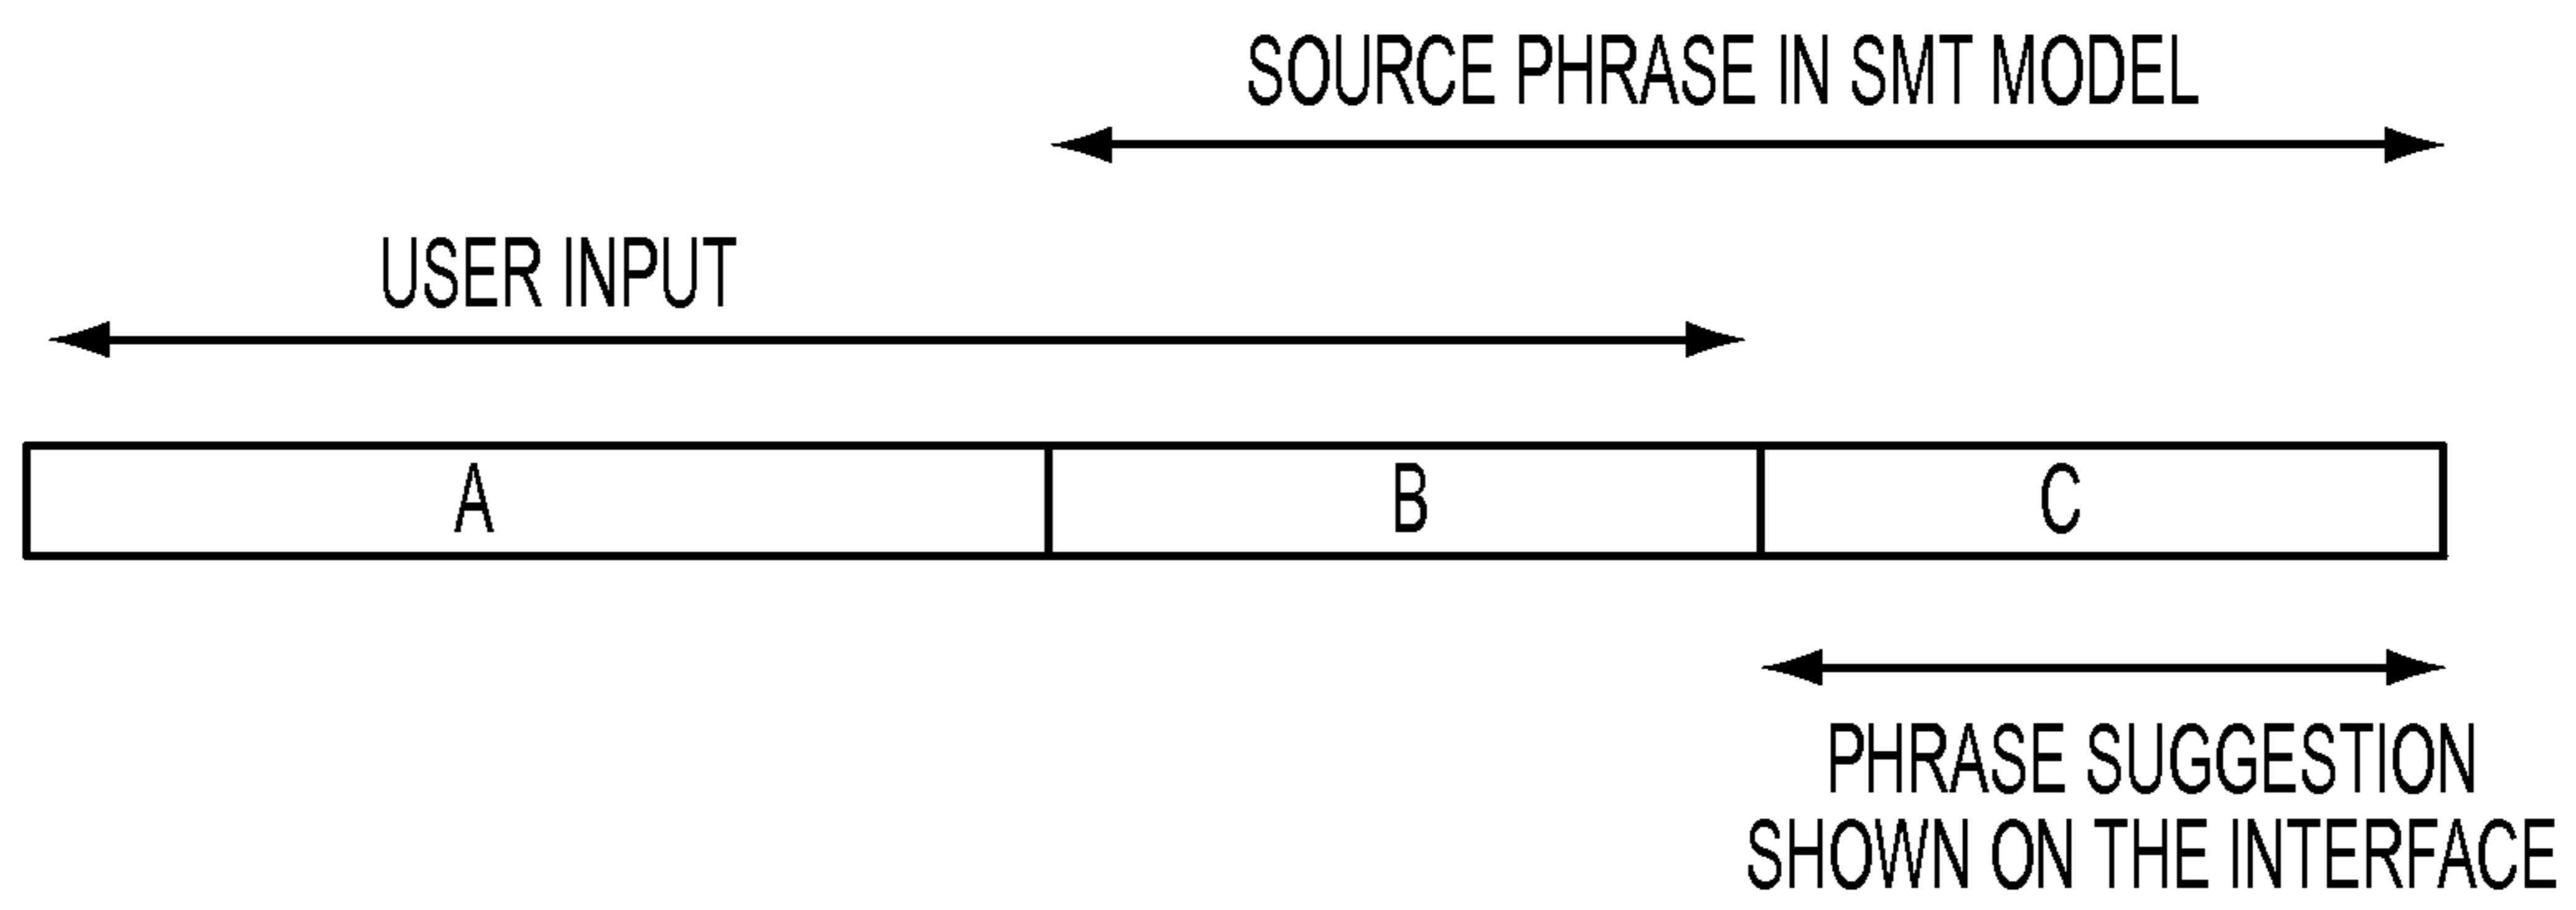 SOURCE PHRASE IN SMT MODEL
USER INPUT
A
B
C
PHRASE SUGGESTION
SHOWN ON THE INTERFACE